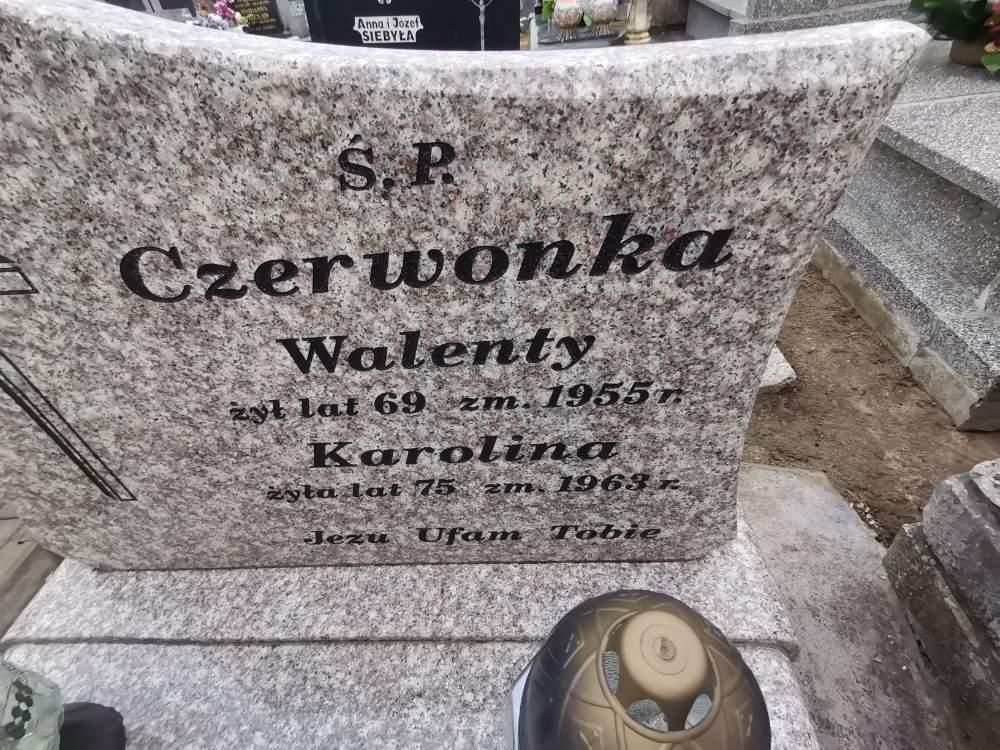 Anna i Józef
SIEBYŁA
Ś. P.
Czerwonka
Walenty
żył lat 69 zm. 1955 r.
Karolina
żyła lat 75 zm. 1963 r.
Jezu Ufam Tobie